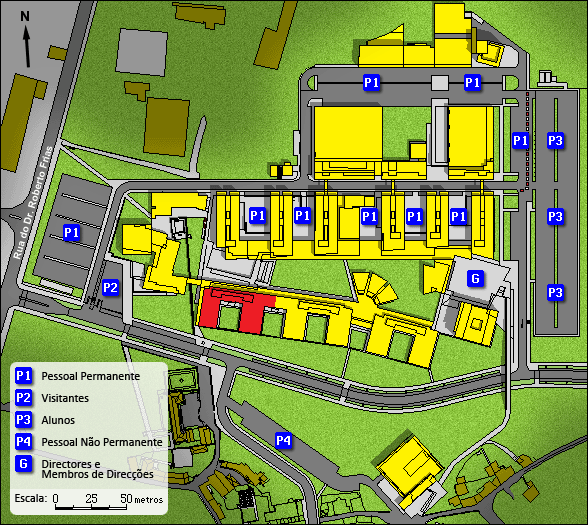 N
P1
P1
P1
P3
Rua do Dr. Roberto Frias
P1
P1
P1
P1
P1
P1
P3
P2
G
P3
P1 Pessoal Permanente
P2 Visitantes
P3 Alunos
P4 Pessoal Não Permanente
G Directores e
Membros de Direcções
P4
Escala: 0 25 50 metros